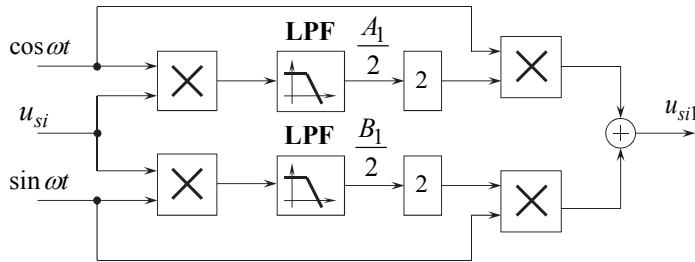 LPF
A₁/2
cos ωt
2
u_si
u_si1
LPF
B₁/2
sin ωt
2